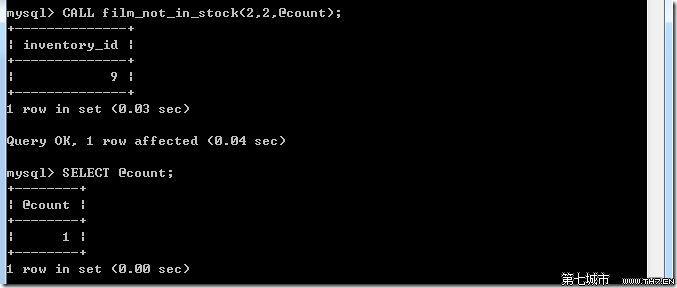 mysql> CALL film_not_in_stock(2,2,@count);
+--------------+
¦ inventory_id ¦
+--------------+
¦            9 ¦
+--------------+
1 row in set (0.03 sec)

Query OK, 1 row affected (0.04 sec)

mysql> SELECT @count;
+--------+
¦ @count ¦
+--------+
¦      1 ¦
+--------+
1 row in set (0.00 sec)
第七城市 www.TH7.CN